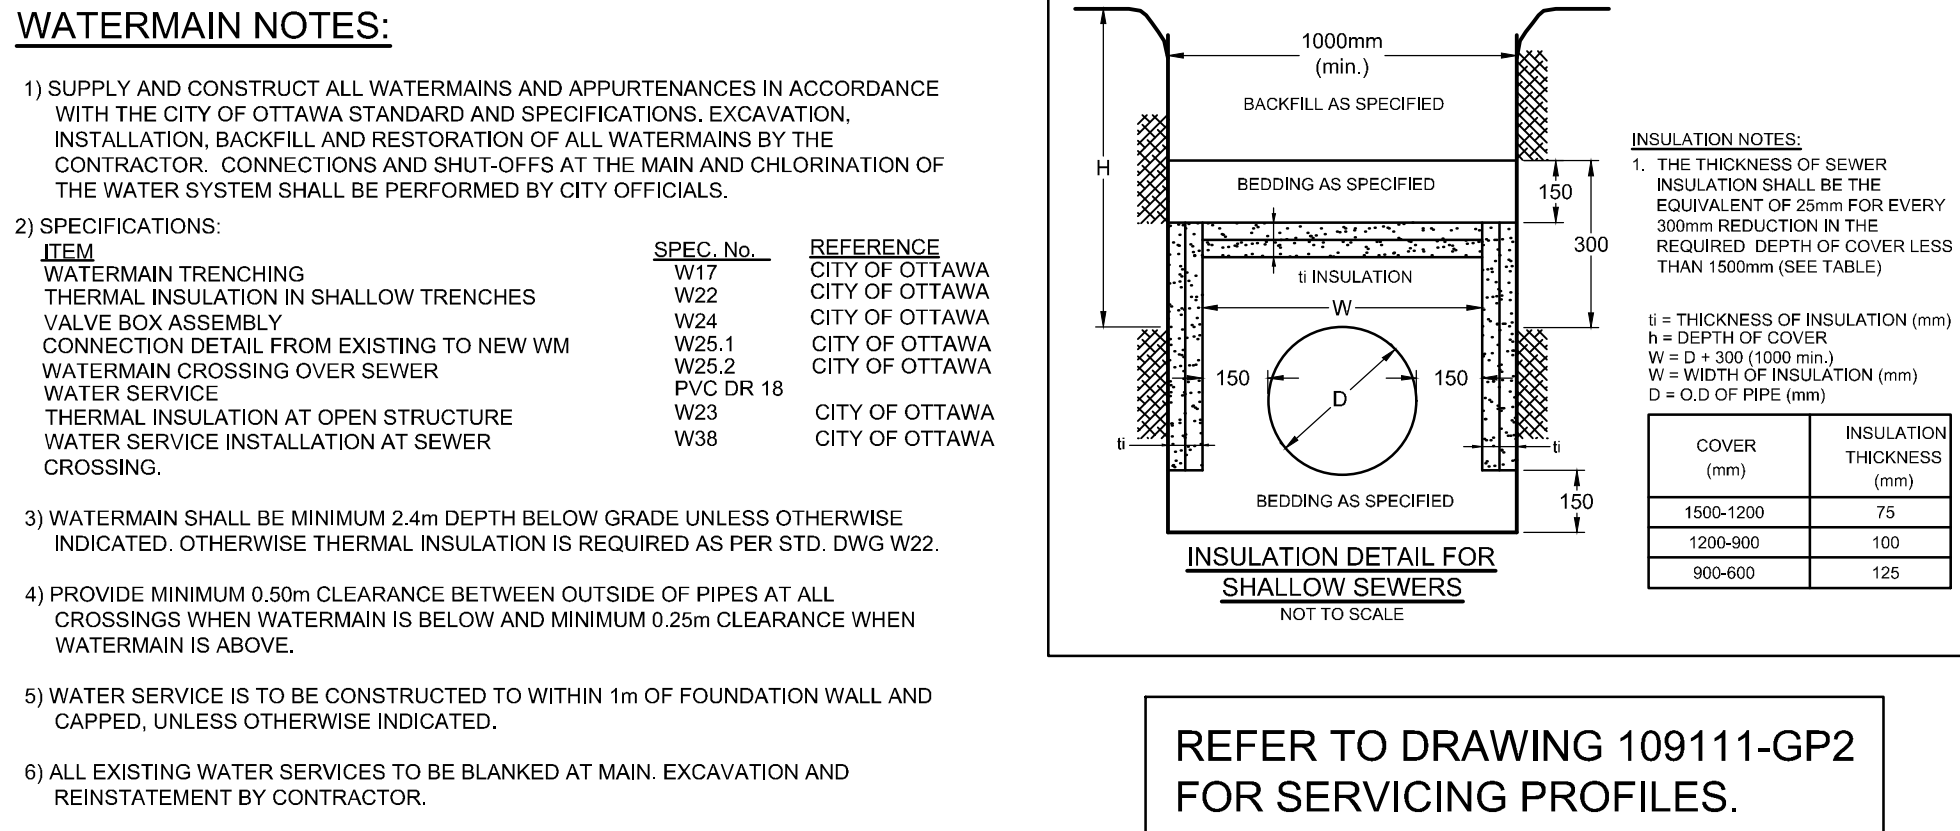 WATERMAIN NOTES:
1) SUPPLY AND CONSTRUCT ALL WATERMAINS AND APPURTENANCES IN ACCORDANCE
WITH THE CITY OF OTTAWA STANDARD AND SPECIFICATIONS. EXCAVATION,
INSTALLATION, BACKFILL AND RESTORATION OF ALL WATERMAINS BY THE
CONTRACTOR. CONNECTIONS AND SHUT-OFFS AT THE MAIN AND CHLORINATION OF
THE WATER SYSTEM SHALL BE PERFORMED BY CITY OFFICIALS.
2) SPECIFICATIONS:
ITEM SPEC. No. REFERENCE
WATERMAIN TRENCHING W17 CITY OF OTTAWA
THERMAL INSULATION IN SHALLOW TRENCHES W22 CITY OF OTTAWA
VALVE BOX ASSEMBLY W24 CITY OF OTTAWA
CONNECTION DETAIL FROM EXISTING TO NEW WM W25.1 CITY OF OTTAWA
WATERMAIN CROSSING OVER SEWER W25.2 CITY OF OTTAWA
WATER SERVICE PVC DR 18
THERMAL INSULATION AT OPEN STRUCTURE W23 CITY OF OTTAWA
WATER SERVICE INSTALLATION AT SEWER W38 CITY OF OTTAWA
CROSSING.
3) WATERMAIN SHALL BE MINIMUM 2.4m DEPTH BELOW GRADE UNLESS OTHERWISE
INDICATED. OTHERWISE THERMAL INSULATION IS REQUIRED AS PER STD. DWG W22.
4) PROVIDE MINIMUM 0.50m CLEARANCE BETWEEN OUTSIDE OF PIPES AT ALL
CROSSINGS WHEN WATERMAIN IS BELOW AND MINIMUM 0.25m CLEARANCE WHEN
WATERMAIN IS ABOVE.
5) WATER SERVICE IS TO BE CONSTRUCTED TO WITHIN 1m OF FOUNDATION WALL AND
CAPPED, UNLESS OTHERWISE INDICATED.
6) ALL EXISTING WATER SERVICES TO BE BLANKED AT MAIN. EXCAVATION AND
REINSTATEMENT BY CONTRACTOR.
1000mm
(min.)
BACKFILL AS SPECIFIED
H
BEDDING AS SPECIFIED
150
300
ti INSULATION
W
150
150
D
ti
ti
BEDDING AS SPECIFIED
150
INSULATION DETAIL FOR
SHALLOW SEWERS
NOT TO SCALE
INSULATION NOTES:
1. THE THICKNESS OF SEWER
INSULATION SHALL BE THE
EQUIVALENT OF 25mm FOR EVERY
300mm REDUCTION IN THE
REQUIRED DEPTH OF COVER LESS
THAN 1500mm (SEE TABLE)
ti = THICKNESS OF INSULATION (mm)
h = DEPTH OF COVER
W = D + 300 (1000 min.)
W = WIDTH OF INSULATION (mm)
D = O.D OF PIPE (mm)
COVER
(mm)
INSULATION
THICKNESS
(mm)
1500-1200 75
1200-900 100
900-600 125
REFER TO DRAWING 109111-GP2
FOR SERVICING PROFILES.